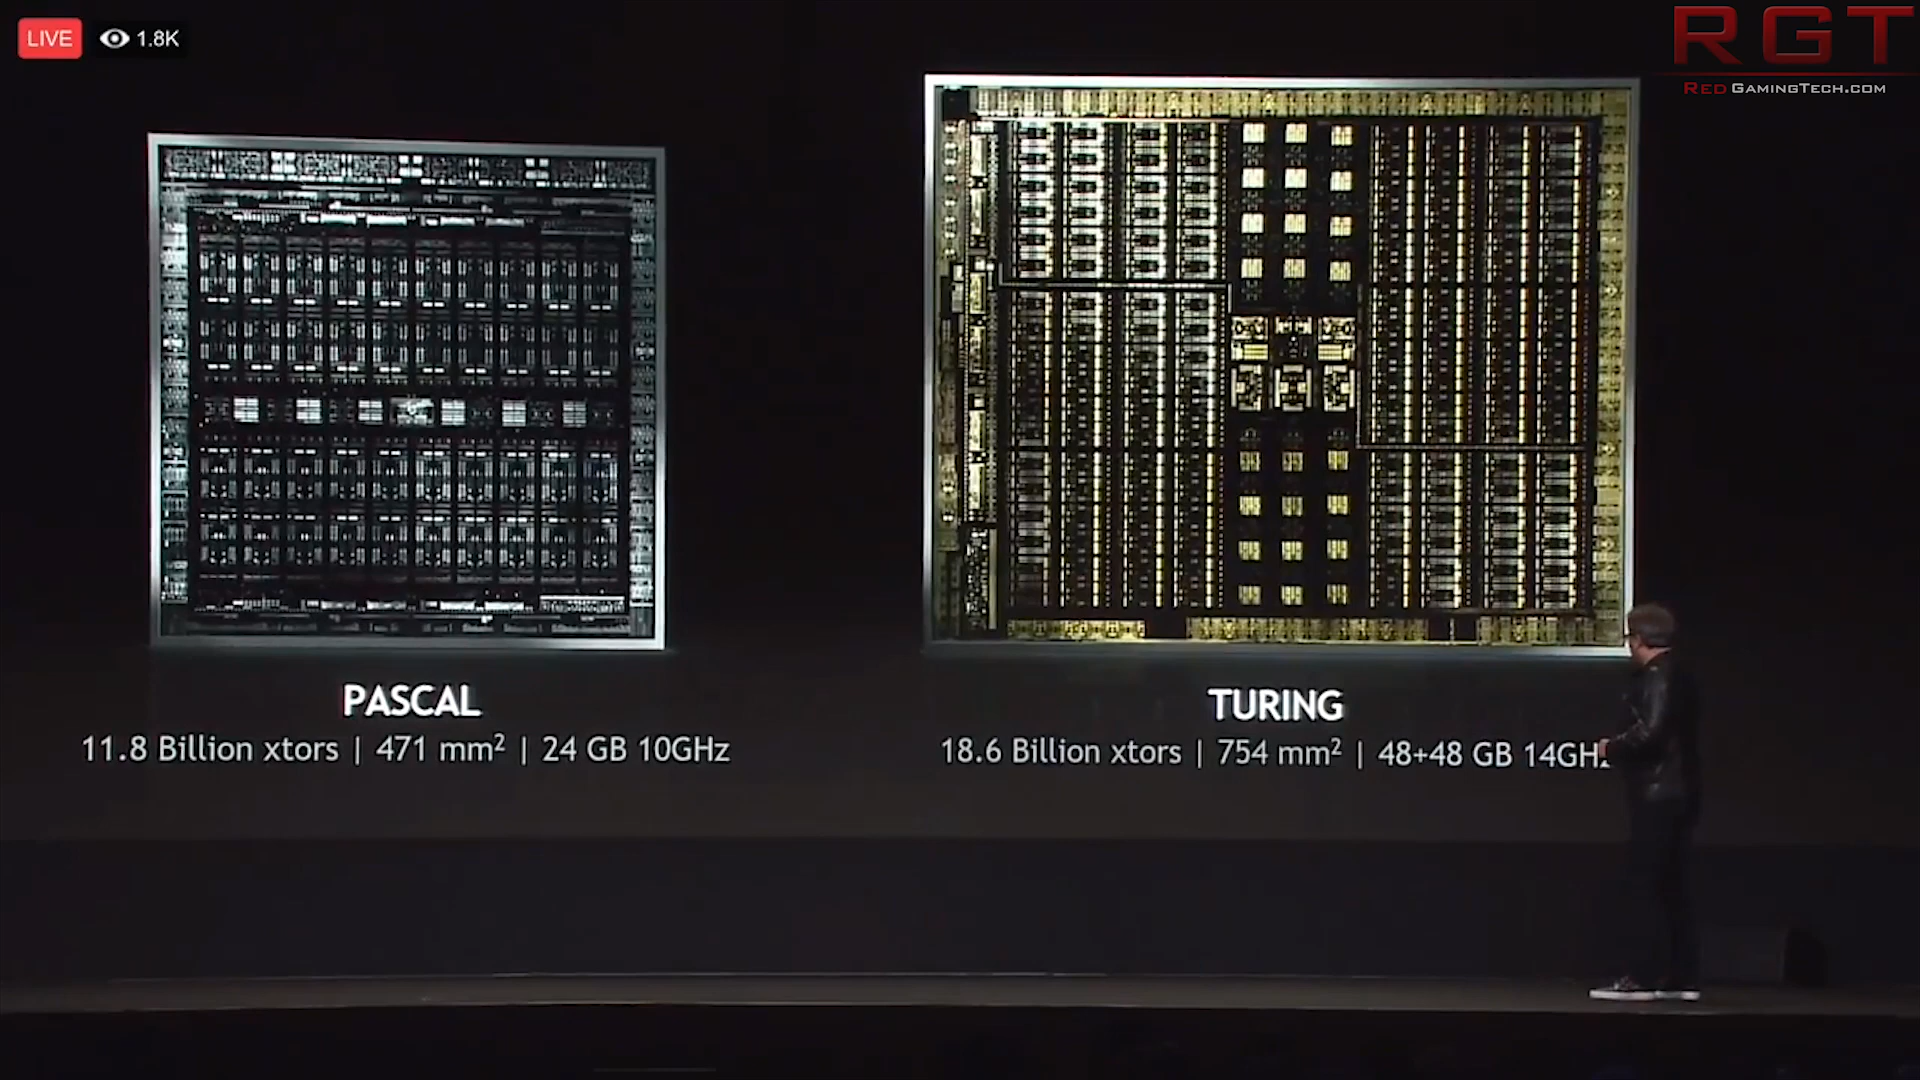 LIVE 1.8K
RGT
RED GAMINGTECH.COM
PASCAL
11.8 Billion xtors | 471 mm² | 24 GB 10GHz
TURING
18.6 Billion xtors | 754 mm² | 48+48 GB 14GHz